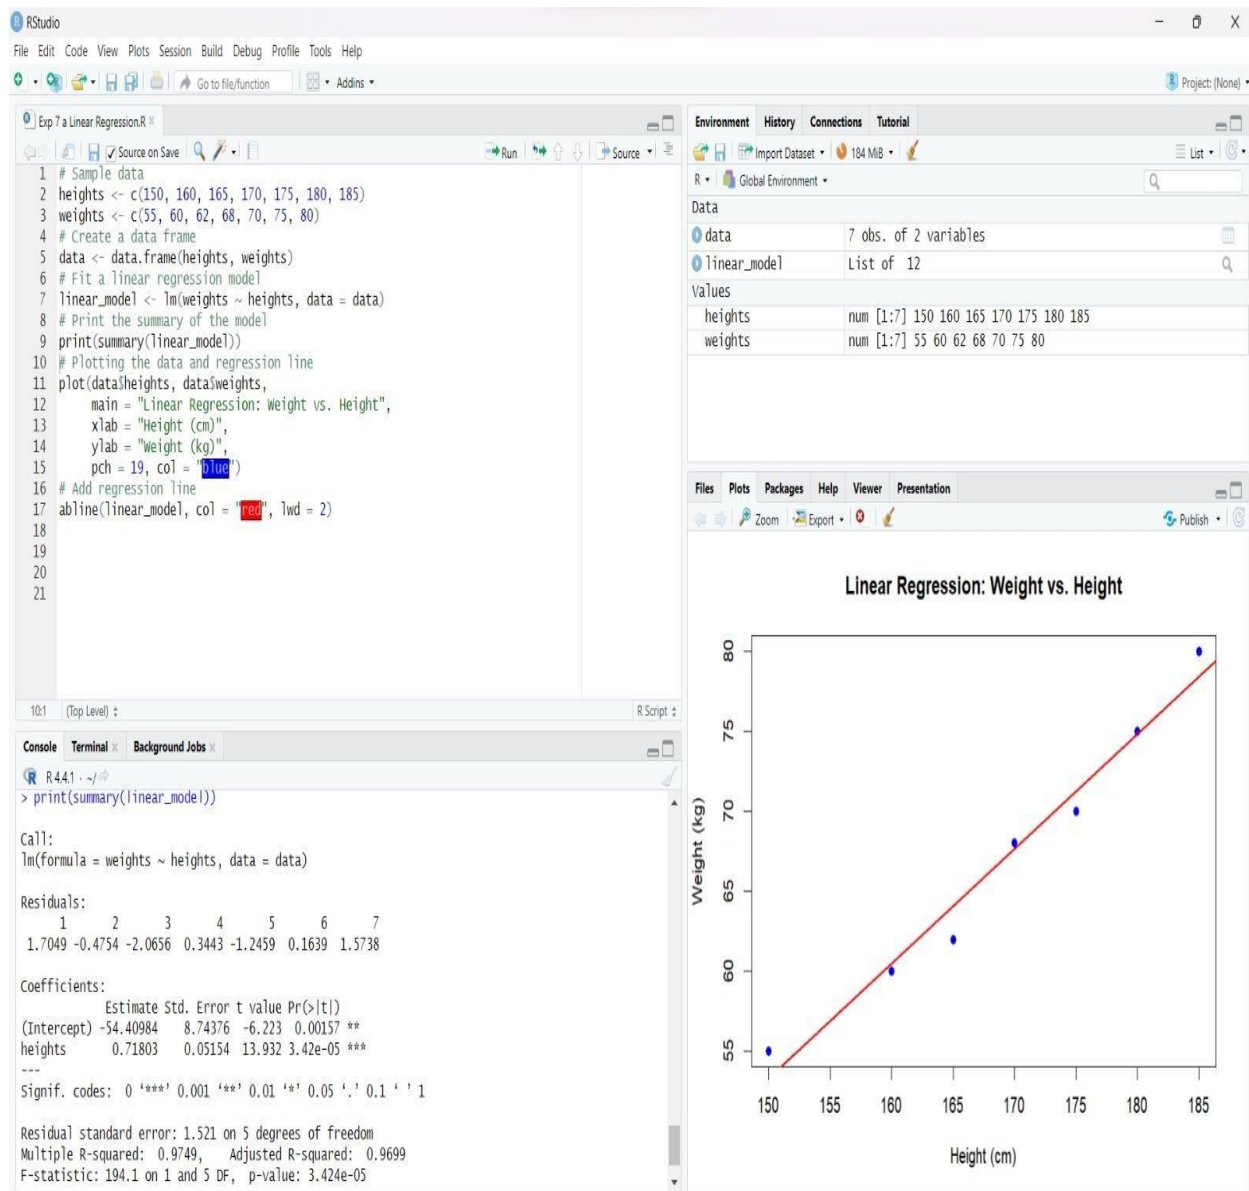 RStudio
File Edit Code View Plots Session Build Debug Profile Tools Help
Go to file/function Addins Project: (None)
Exp 7 a Linear Regression.R
Source on Save Run Source
1 # Sample data
2 heights <- c(150, 160, 165, 170, 175, 180, 185)
3 weights <- c(55, 60, 62, 68, 70, 75, 80)
4 # Create a data frame
5 data <- data.frame(heights, weights)
6 # Fit a linear regression model
7 linear_model <- lm(weights ~ heights, data = data)
8 # Print the summary of the model
9 print(summary(linear_model))
10 # Plotting the data and regression line
11 plot(data$heights, data$weights,
12 main = "Linear Regression: Weight vs. Height",
13 xlab = "Height (cm)",
14 ylab = "Weight (kg)",
15 pch = 19, col = "blue")
16 # Add regression line
17 abline(linear_model, col = "red", lwd = 2)
18
19
20
21
10:1 (Top Level) R Script
Console Terminal Background Jobs
R 4.4.1 · ~/
> print(summary(linear_model))
Call:
lm(formula = weights ~ heights, data = data)
Residuals:
1 2 3 4 5 6 7
1.7049 -0.4754 -2.0656 0.3443 -1.2459 0.1639 1.5738
Coefficients:
Estimate Std. Error t value Pr(>|t|)
(Intercept) -54.40984 8.74376 -6.223 0.00157 **
heights 0.71803 0.05154 13.932 3.42e-05 ***
---
Signif. codes: 0 ‘***’ 0.001 ‘**’ 0.01 ‘*’ 0.05 ‘.’ 0.1 ‘ ’ 1
Residual standard error: 1.521 on 5 degrees of freedom
Multiple R-squared: 0.9749, Adjusted R-squared: 0.9699
F-statistic: 194.1 on 1 and 5 DF, p-value: 3.424e-05
Environment History Connections Tutorial
Import Dataset 184 MiB List
R Global Environment
Data
data 7 obs. of 2 variables
linear_model List of 12
Values
heights num [1:7] 150 160 165 170 175 180 185
weights num [1:7] 55 60 62 68 70 75 80
Files Plots Packages Help Viewer Presentation
Zoom Export Publish
Linear Regression: Weight vs. Height
Weight (kg)
80
75
70
65
60
55
150 155 160 165 170 175 180 185
Height (cm)